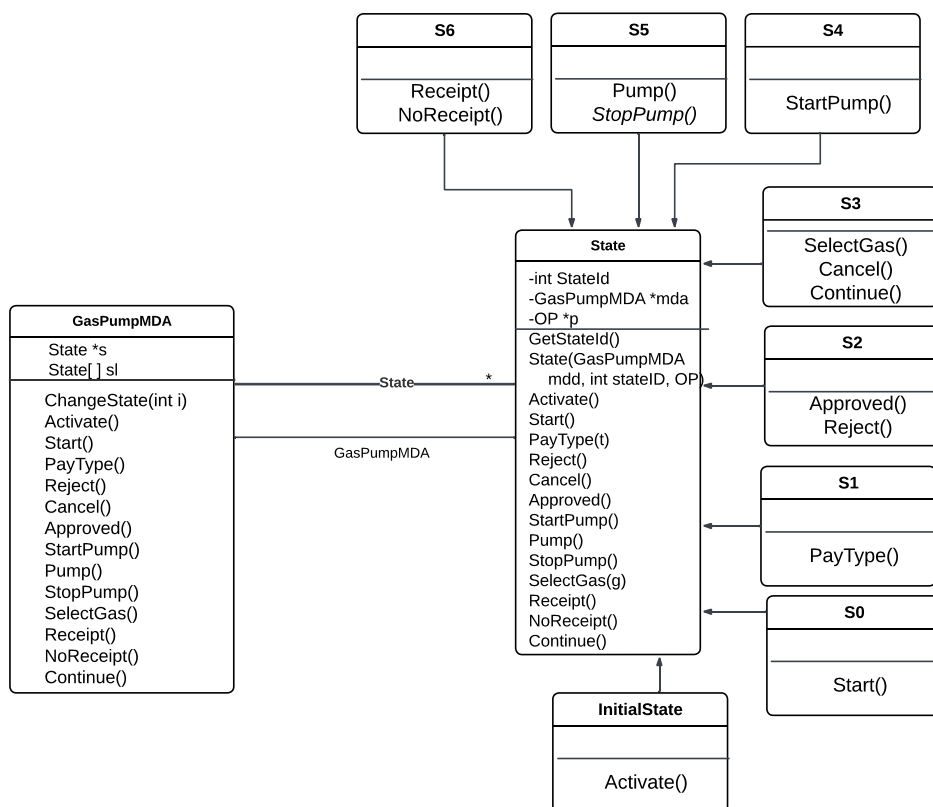 S6
Receipt()
NoReceipt()
S5
Pump()
StopPump()
S4
StartPump()
S3
SelectGas()
Cancel()
Continue()
State
-int StateId
-GasPumpMDA *mda
-OP *p
GetStateId()
State(GasPumpMDA
mdd, int stateID, OP)
Activate()
Start()
PayType(t)
Reject()
Cancel()
Approved()
StartPump()
Pump()
StopPump()
SelectGas(g)
Receipt()
NoReceipt()
Continue()
GasPumpMDA
State *s
State[ ] sl
ChangeState(int i)
Activate()
Start()
PayType()
Reject()
Cancel()
Approved()
StartPump()
Pump()
StopPump()
SelectGas()
Receipt()
NoReceipt()
Continue()
State
*
GasPumpMDA
S2
Approved()
Reject()
S1
PayType()
S0
Start()
InitialState
Activate()